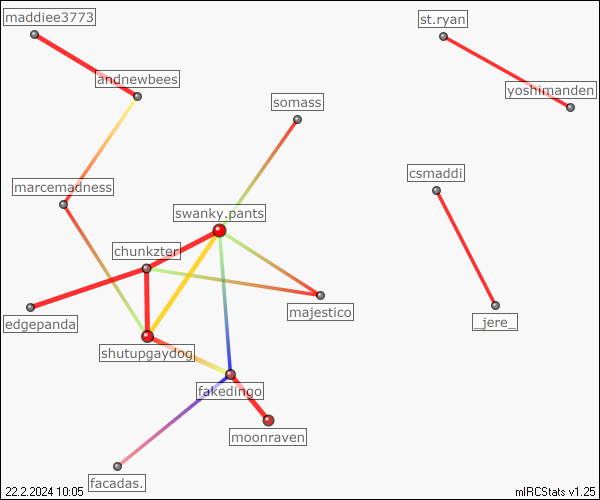 maddiee3773
st.ryan
andnewbees
yoshimanden
somass
csmaddi
marcemadness
swanky.pants
chunkzter
majestico
edgepanda
_jere_
shutupgaydog
fakedingo
moonraven
facadas.
22.2.2024 10:05
mIRCStats v1.25